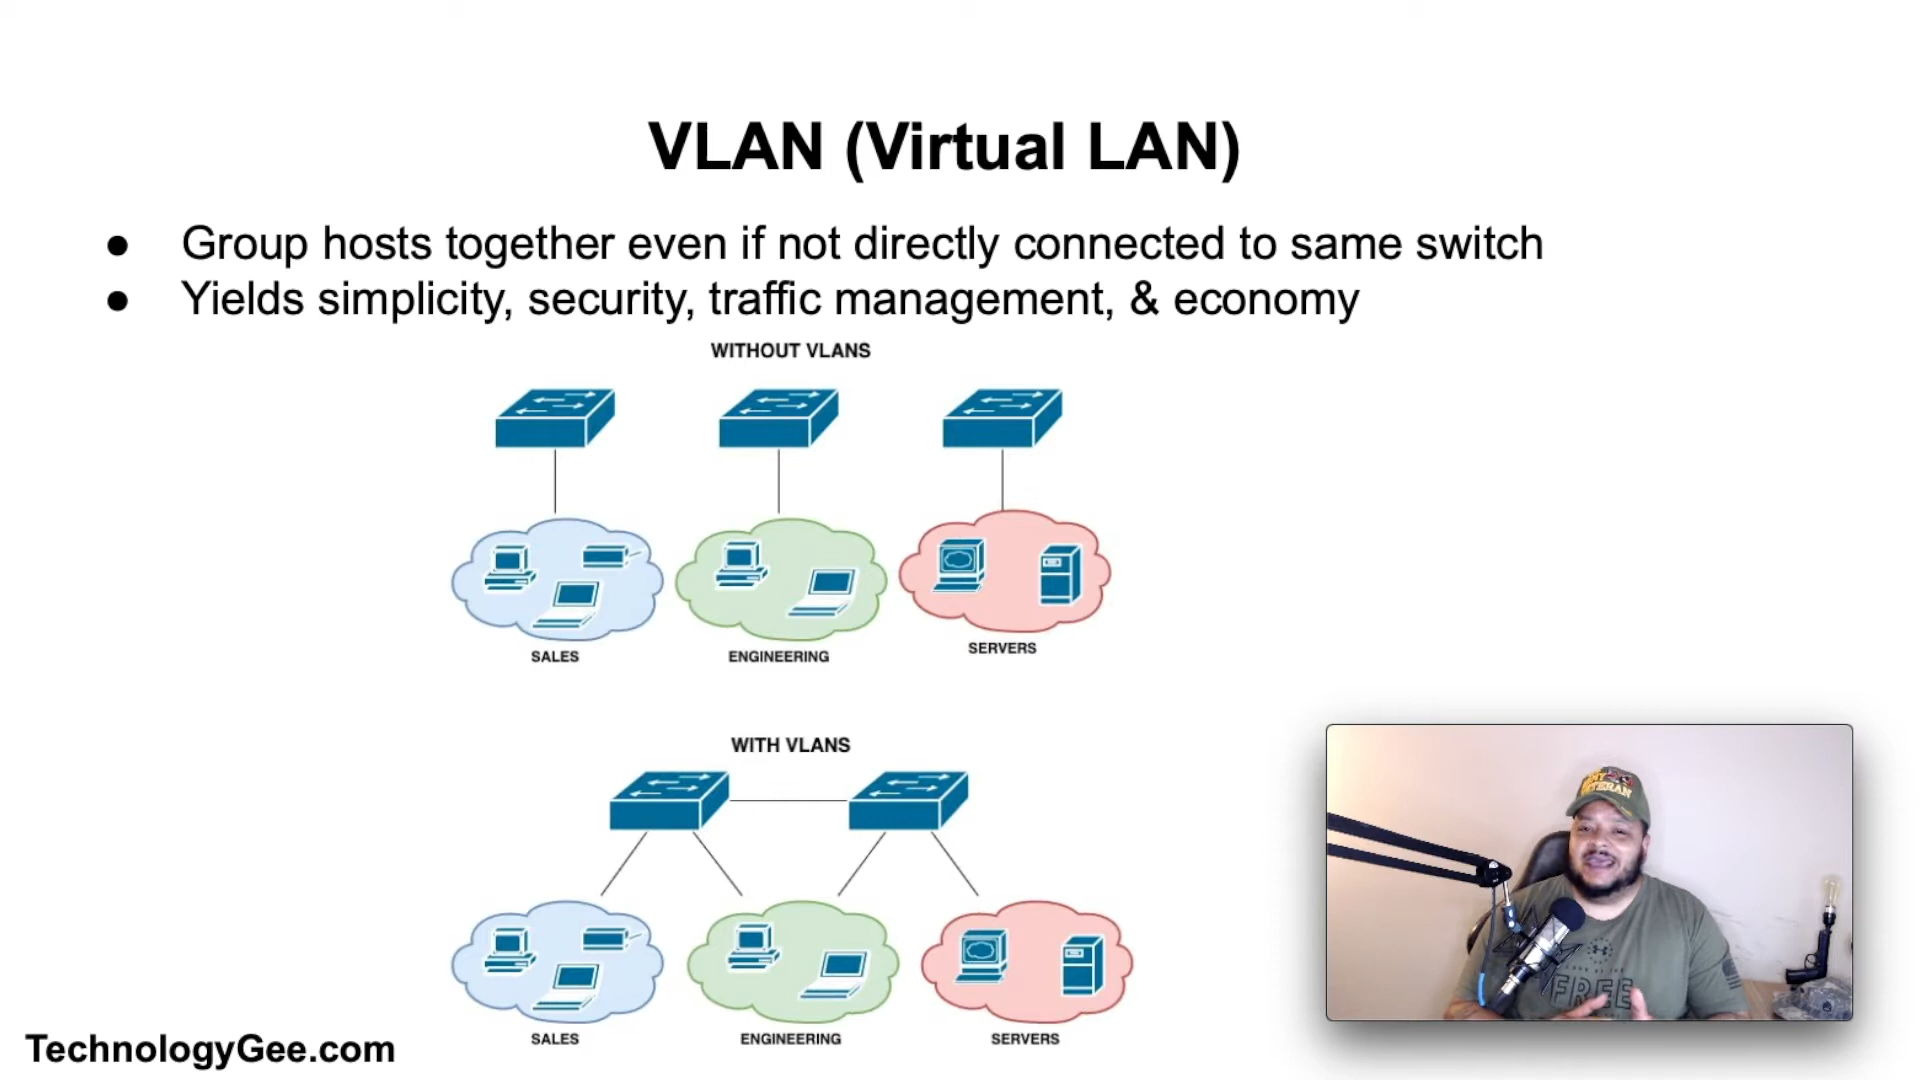 VLAN (Virtual LAN)
● Group hosts together even if not directly connected to same switch
● Yields simplicity, security, traffic management, & economy
WITHOUT VLANS
SALES
ENGINEERING
SERVERS
WITH VLANS
SALES
ENGINEERING
SERVERS
FREE
TechnologyGee.com